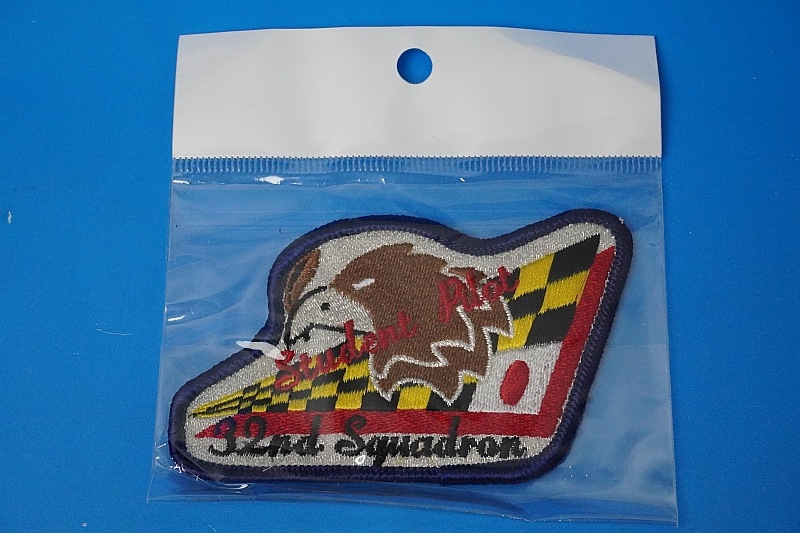 Student Pilot
32nd Squadron